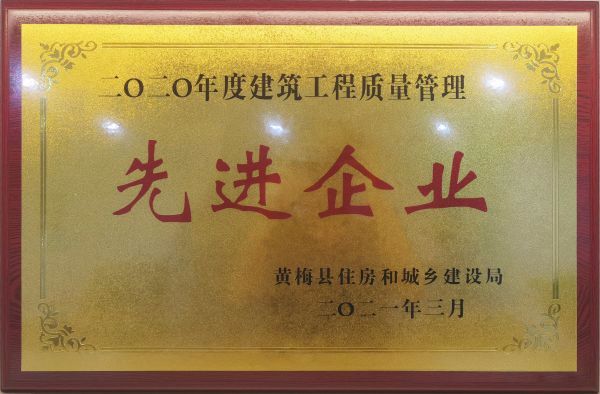 二〇二〇年度建筑工程质量管理
先进企业
黄梅县住房和城乡建设局
二〇二一年三月